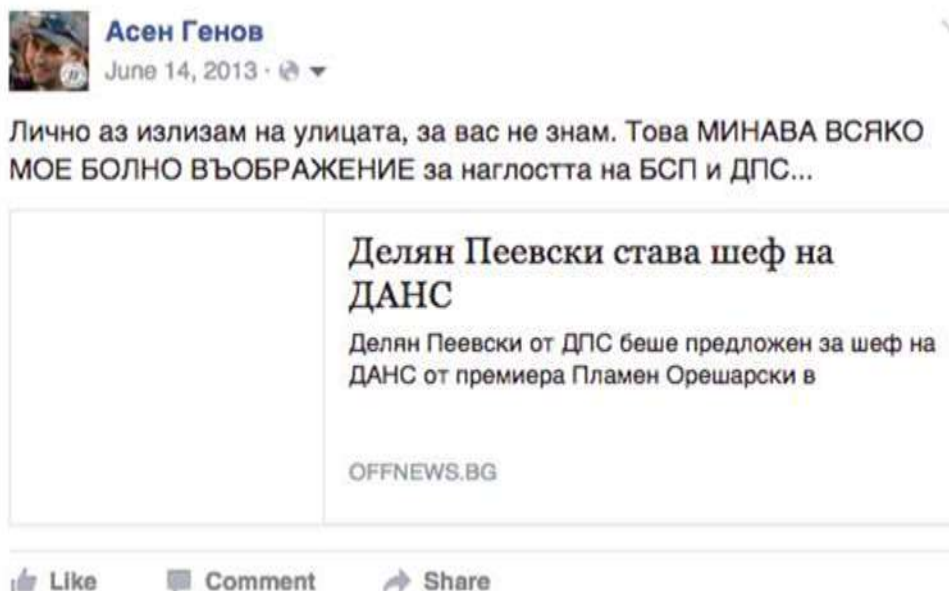 Асен Генов
June 14, 2013 ·
Лично аз излизам на улицата, за вас не знам. Това МИНАВА ВСЯКО
МОЕ БОЛНО ВЪОБРАЖЕНИЕ за наглостта на БСП и ДПС...
Делян Пеевски става шеф на
ДАНС
Делян Пеевски от ДПС беше предложен за шеф на
ДАНС от премиера Пламен Орешарски в
OFFNEWS.BG
Like Comment Share